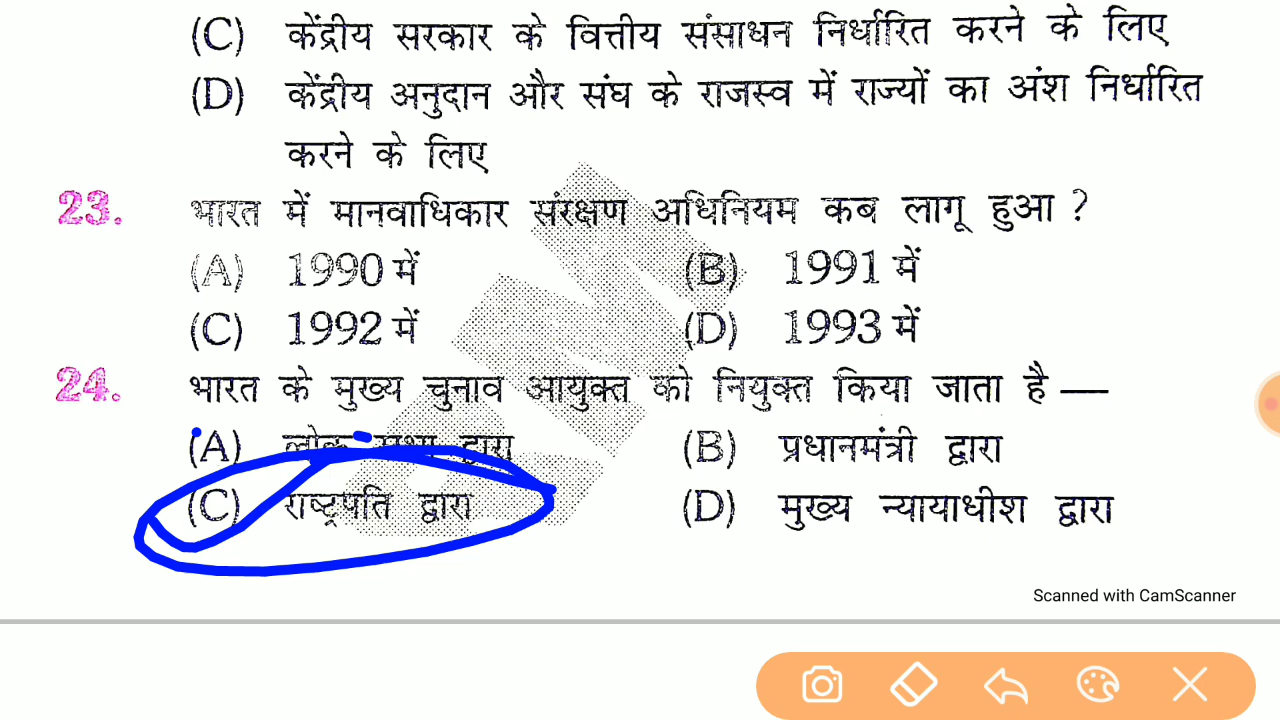 (C) केंद्रीय सरकार के वित्तीय संसाधन निर्धारित करने के लिए
(D) केंद्रीय अनुदान और संघ के राजस्व में राज्यों का अंश निर्धारित
करने के लिए
23. भारत में मानवाधिकार संरक्षण अधिनियम कब लागू हुआ ?
(A) 1990 में (B) 1991 में
(C) 1992 में (D) 1993 में
24. भारत के मुख्य चुनाव आयुक्त को नियुक्त किया जाता है —
(A) लोक सभा द्वारा (B) प्रधानमंत्री द्वारा
(C) राष्ट्रपति द्वारा (D) मुख्य न्यायाधीश द्वारा
Scanned with CamScanner